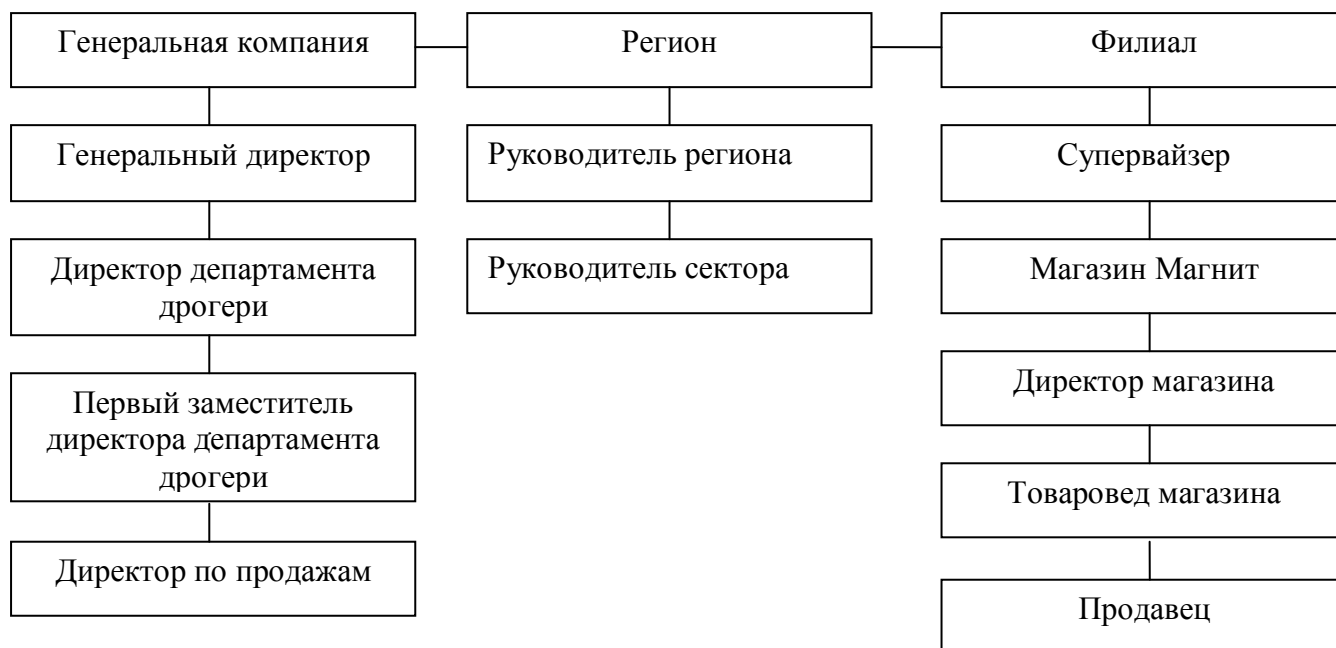 Генеральная компания
Регион
Филиал
Генеральный директор
Руководитель региона
Супервайзер
Директор департамента
дрогери
Руководитель сектора
Магазин Магнит
Первый заместитель
директора департамента
дрогери
Директор магазина
Товаровед магазина
Директор по продажам
Продавец